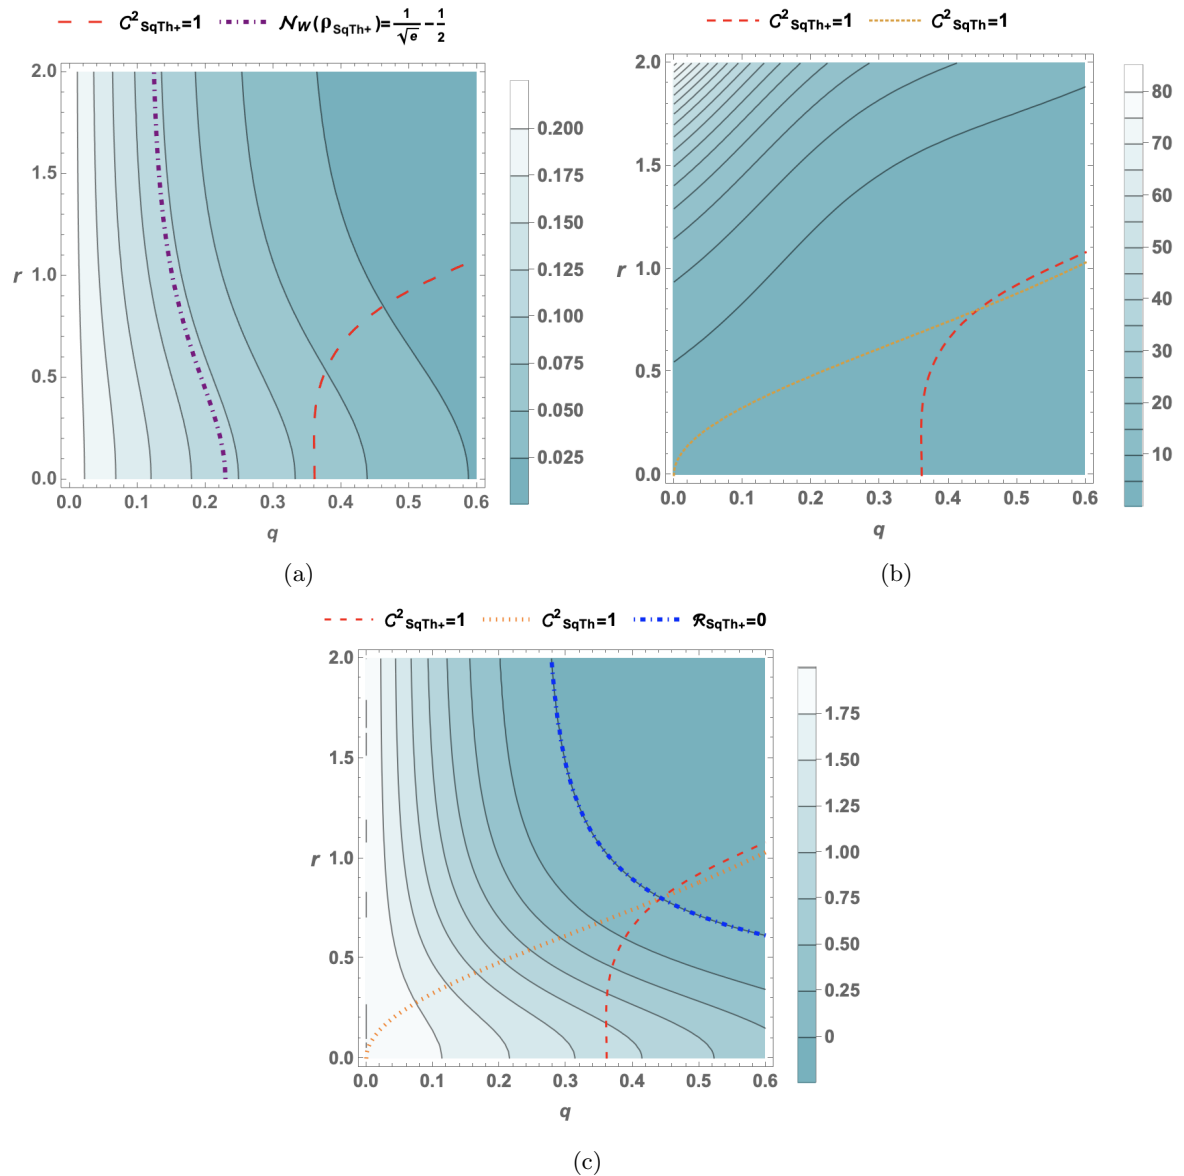 C²SqTh+=1 N_W(ρSqTh+)=1/√e − 1/2
2.0
1.5
1.0
0.5
0.0
r
0.0 0.1 0.2 0.3 0.4 0.5 0.6
q
0.200
0.175
0.150
0.125
0.100
0.075
0.050
0.025
(a)
C²SqTh+=1 C²SqTh=1
2.0
1.5
1.0
0.5
0.0
r
0.0 0.1 0.2 0.3 0.4 0.5 0.6
q
80
70
60
50
40
30
20
10
(b)
C²SqTh+=1 C²SqTh=1 RSqTh+=0
2.0
1.5
1.0
0.5
0.0
r
0.0 0.1 0.2 0.3 0.4 0.5 0.6
q
1.75
1.50
1.25
1.00
0.75
0.50
0.25
0
(c)